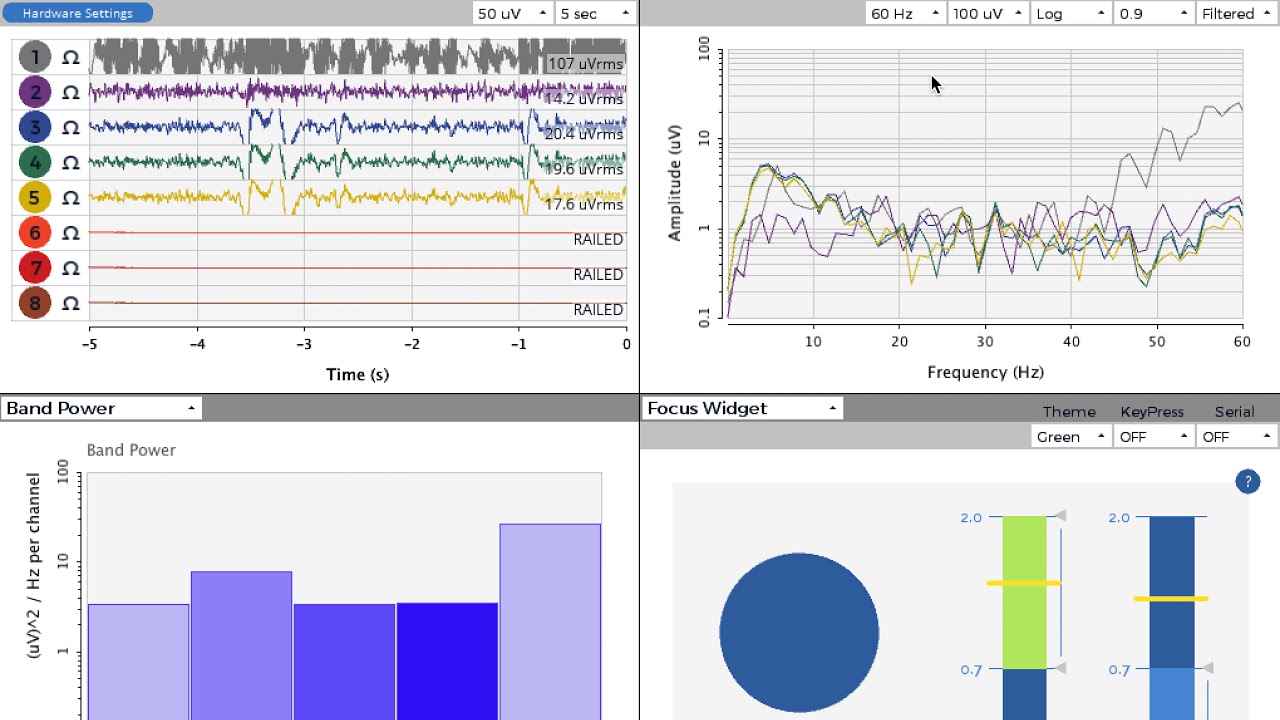 Hardware Settings
50 uV
5 sec
1 Ω 107 uVrms
2 Ω 14.2 uVrms
3 Ω 20.4 uVrms
4 Ω 19.6 uVrms
5 Ω 17.6 uVrms
6 Ω RAILED
7 Ω RAILED
8 Ω RAILED
-5 -4 -3 -2 -1 0
Time (s)
60 Hz
100 uV
Log
0.9
Filtered
Amplitude (uV)
100
10
1
0.1
10 20 30 40 50 60
Frequency (Hz)
Band Power
Band Power
(uV)^2 / Hz per channel
100
10
1
Focus Widget
Theme KeyPress Serial
Green OFF OFF
?
2.0 2.0
0.7 0.7